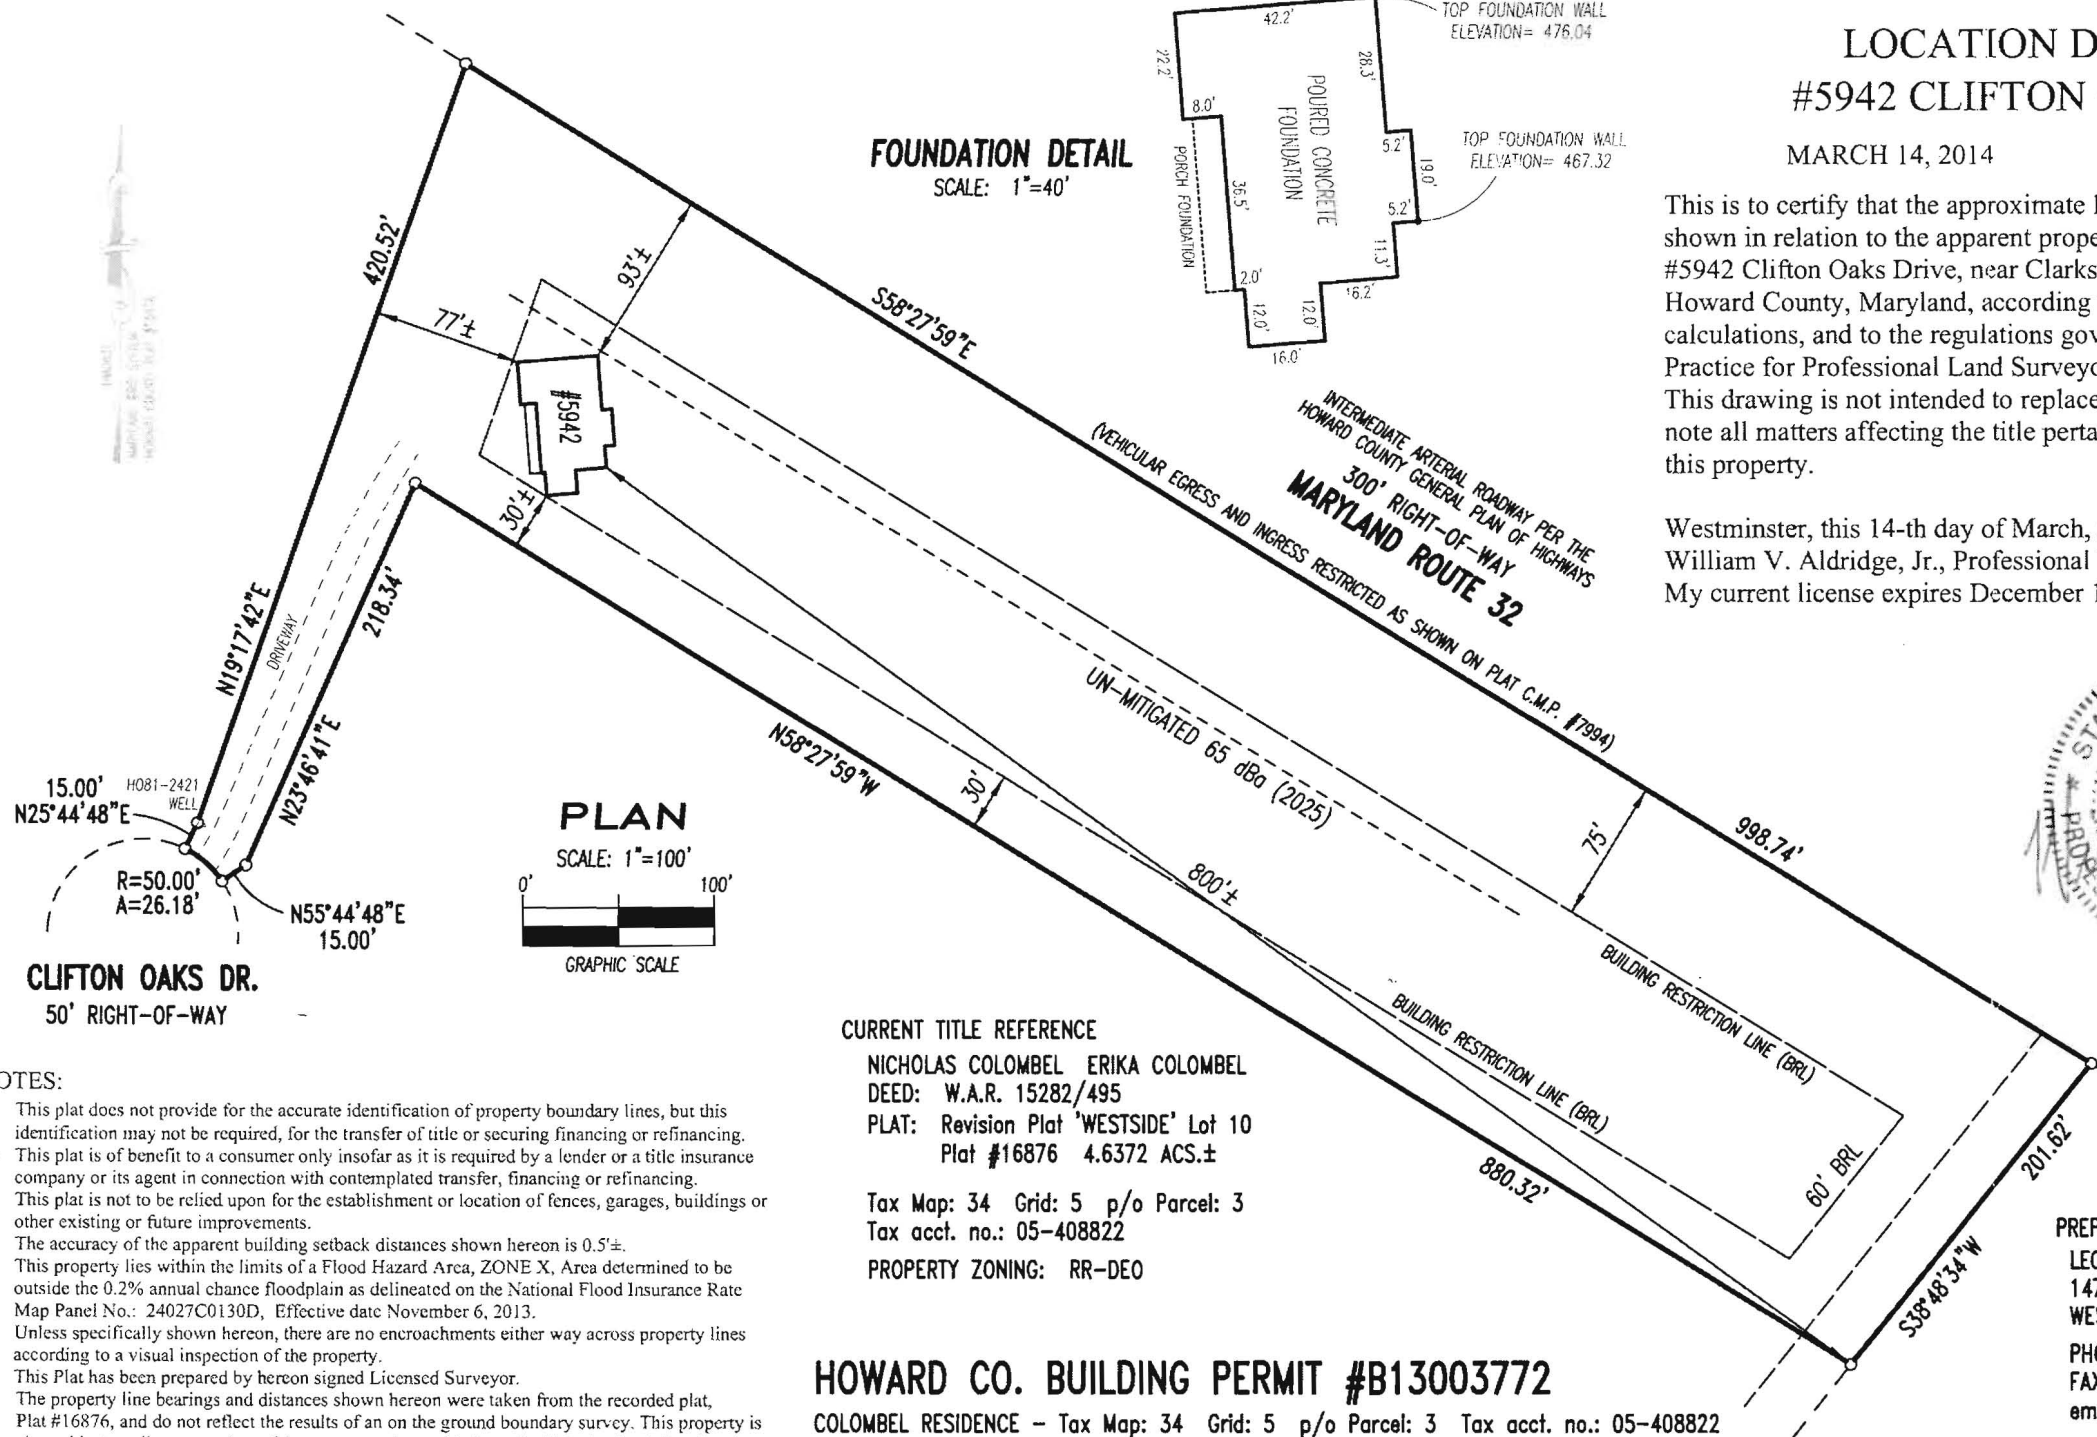 LOCATION D
#5942 CLIFTON
MARCH 14, 2014
This is to certify that the approximate
shown in relation to the apparent prope
#5942 Clifton Oaks Drive, near Clarks
Howard County, Maryland, according
calculations, and to the regulations gov
Practice for Professional Land Surveyo
This drawing is not intended to replace
note all matters affecting the title perta
this property.
Westminster, this 14-th day of March,
William V. Aldridge, Jr., Professional
My current license expires December
FOUNDATION DETAIL
SCALE: 1"=40'
42.2'
22.2'
28.3'
8.0'
5.2'
19.0'
5.2'
36.5'
11.3'
2.0'
16.2'
12.0'
12.0'
16.0'
POURED CONCRETE
FOUNDATION
PORCH FOUNDATION
TOP FOUNDATION WALL
ELEVATION= 476.04
TOP FOUNDATION WALL
ELEVATION= 467.32
420.52'
N19°17'42"E
77'±
93'±
#5942
30'±
S58°27'59"E
998.74'
(VEHICULAR EGRESS AND INGRESS RESTRICTED AS SHOWN ON PLAT C.M.P. #7994)
INTERMEDIATE ARTERIAL ROADWAY PER THE
HOWARD COUNTY GENERAL PLAN OF HIGHWAYS
300' RIGHT-OF-WAY
MARYLAND ROUTE 32
UN-MITIGATED 65 dBa (2025)
218.34'
N23°46'41"E
DRIVEWAY
15.00'
N25°44'48"E
HO81-2421
WELL
R=50.00'
A=26.18'
N55°44'48"E
15.00'
CLIFTON OAKS DR.
50' RIGHT-OF-WAY
PLAN
SCALE: 1"=100'
0' 100'
GRAPHIC SCALE
N58°27'59"W
880.32'
30'
800'±
75'
BUILDING RESTRICTION LINE (BRL)
BUILDING RESTRICTION LINE (BRL)
60' BRL
201.62'
S38°48'34"W
CURRENT TITLE REFERENCE
NICHOLAS COLOMBEL ERIKA COLOMBEL
DEED: W.A.R. 15282/495
PLAT: Revision Plat 'WESTSIDE' Lot 10
Plat #16876 4.6372 ACS.±
Tax Map: 34 Grid: 5 p/o Parcel: 3
Tax acct. no.: 05-408822
PROPERTY ZONING: RR-DEO
OTES:
This plat does not provide for the accurate identification of property boundary lines, but this
identification may not be required, for the transfer of title or securing financing or refinancing.
This plat is of benefit to a consumer only insofar as it is required by a lender or a title insurance
company or its agent in connection with contemplated transfer, financing or refinancing.
This plat is not to be relied upon for the establishment or location of fences, garages, buildings or
other existing or future improvements.
The accuracy of the apparent building setback distances shown hereon is 0.5'±.
This property lies within the limits of a Flood Hazard Area, ZONE X, Area determined to be
outside the 0.2% annual chance floodplain as delineated on the National Flood Insurance Rate
Map Panel No.: 24027C0130D, Effective date November 6, 2013.
Unless specifically shown hereon, there are no encroachments either way across property lines
according to a visual inspection of the property.
This Plat has been prepared by hereon signed Licensed Surveyor.
The property line bearings and distances shown hereon were taken from the recorded plat,
Plat #16876, and do not reflect the results of an on the ground boundary survey. This property is
HOWARD CO. BUILDING PERMIT #B13003772
COLOMBEL RESIDENCE - Tax Map: 34 Grid: 5 p/o Parcel: 3 Tax acct. no.: 05-408822
PREP
LEC
147
WES
PHO
FAX
em